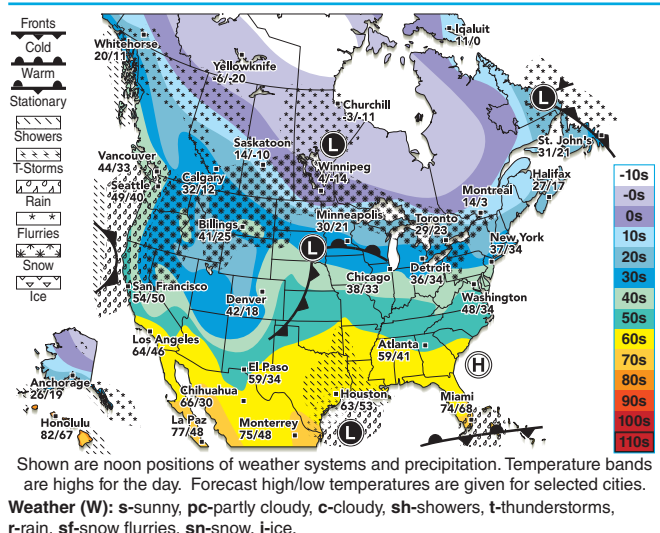 Fronts
Cold
Warm
Stationary
Showers
T-Storms
Rain
Flurries
Snow
Ice
Whitehorse
20/11
Yellowknife
-6/-20
Iqaluit
11/0
Churchill
-3/-11
L
L
St. John's
31/21
Vancouver
44/33
Seattle
49/40
Calgary
32/12
Saskatoon
14/-10
Winnipeg
4/-14
Halifax
27/17
Montreal
14/3
Billings
41/25
Minneapolis
30/21
Toronto
29/23
New York
37/34
L
Chicago
38/33
Detroit
36/34
San Francisco
54/50
Denver
42/18
Washington
48/34
Los Angeles
64/46
El Paso
59/34
Atlanta
59/41
H
Anchorage
26/19
Honolulu
82/67
Chihuahua
66/30
La Paz
77/48
Monterrey
75/48
Houston
63/53
L
Miami
74/68
-10s
-0s
0s
10s
20s
30s
40s
50s
60s
70s
80s
90s
100s
110s
Shown are noon positions of weather systems and precipitation. Temperature bands
are highs for the day. Forecast high/low temperatures are given for selected cities.
Weather (W): s-sunny, pc-partly cloudy, c-cloudy, sh-showers, t-thunderstorms,
r-rain, sf-snow flurries, sn-snow, i-ice.